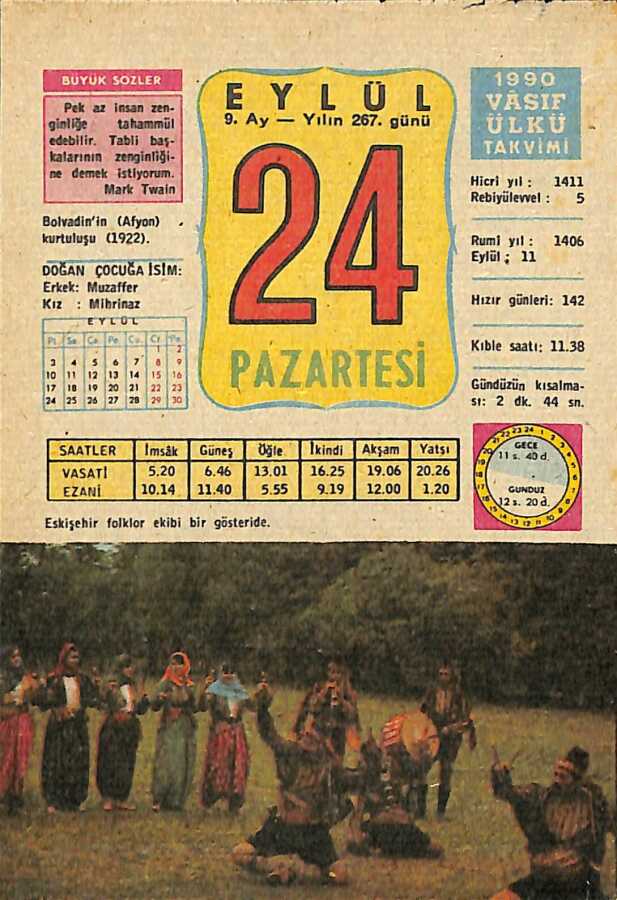 BÜYÜK SÖZLER
Pek az insan zen-
ginliğe tahammül
edebilir. Tabii baş-
kalarının zenginliği-
ne demek istiyorum.
Mark Twain
Bolvadin'in (Afyon)
kurtuluşu (1922).
DOĞAN ÇOCUĞA İSİM:
Erkek: Muzaffer
Kız : Mihrinaz
EYLÜL
Pt. Sa. Ça. Pe. Cu. Ct. Pa.
1 2
3 4 5 6 7 8 9
10 11 12 13 14 15 16
17 18 19 20 21 22 23
24 25 26 27 28 29 30
EYLÜL
9. Ay — Yılın 267. günü
24
PAZARTESİ
1990
VÂSIF
ÜLKÜ
TAKVİMİ
Hicrî yıl : 1411
Rebiyülevvel : 5
Rumî yıl : 1406
Eylül : 11
Hızır günleri: 142
Kıble saati: 11.38
Gündüzün kısalma-
sı: 2 dk. 44 sn.
SAATLER İmsâk Güneş Öğle İkindi Akşam Yatsı
VASATİ 5.20 6.46 13.01 16.25 19.06 20.26
EZANİ 10.14 11.40 5.55 9.19 12.00 1.20
GECE
11 s. 40 d.
GÜNDÜZ
12 s. 20 d.
Eskişehir folklor ekibi bir gösteride.